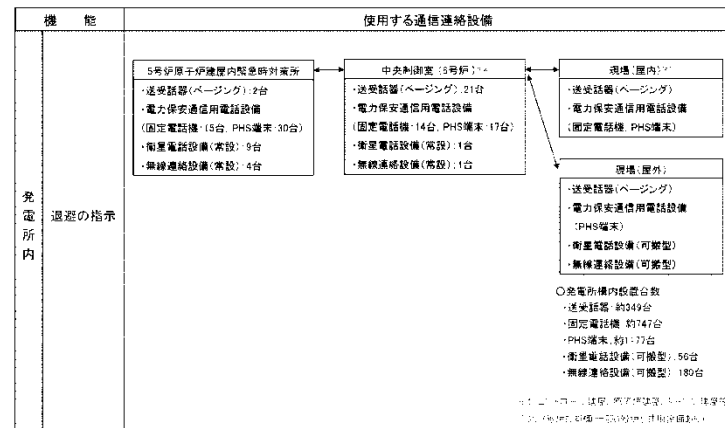 機　能
使用する通信連絡設備
発電所内
退避の指示
5号炉原子炉建屋内緊急時対策所
・送受話器(ページング):2台
・電力保安通信用電話設備
(固定電話機:15台、PHS端末:30台)
・衛星電話設備(常設):9台
・無線連絡設備(常設):4台
中央制御室(6号炉)
・送受話器(ページング):21台
・電力保安通信用電話設備
(固定電話機:14台、PHS端末:17台)
・衛星電話設備(常設):1台
・無線連絡設備(常設):1台
現場(屋内)
・送受話器(ページング)
・電力保安通信用電話設備
(固定電話機、PHS端末)
現場(屋外)
・送受話器(ページング)
・電力保安通信用電話設備
(PHS端末)
・衛星電話設備(可搬型)
・無線連絡設備(可搬型)
○発電所構内設置台数
・送受話器:約349台
・固定電話機:約747台
・PHS端末:
・衛星電話設備(可搬型):56台
・無線連絡設備(可搬型):189台